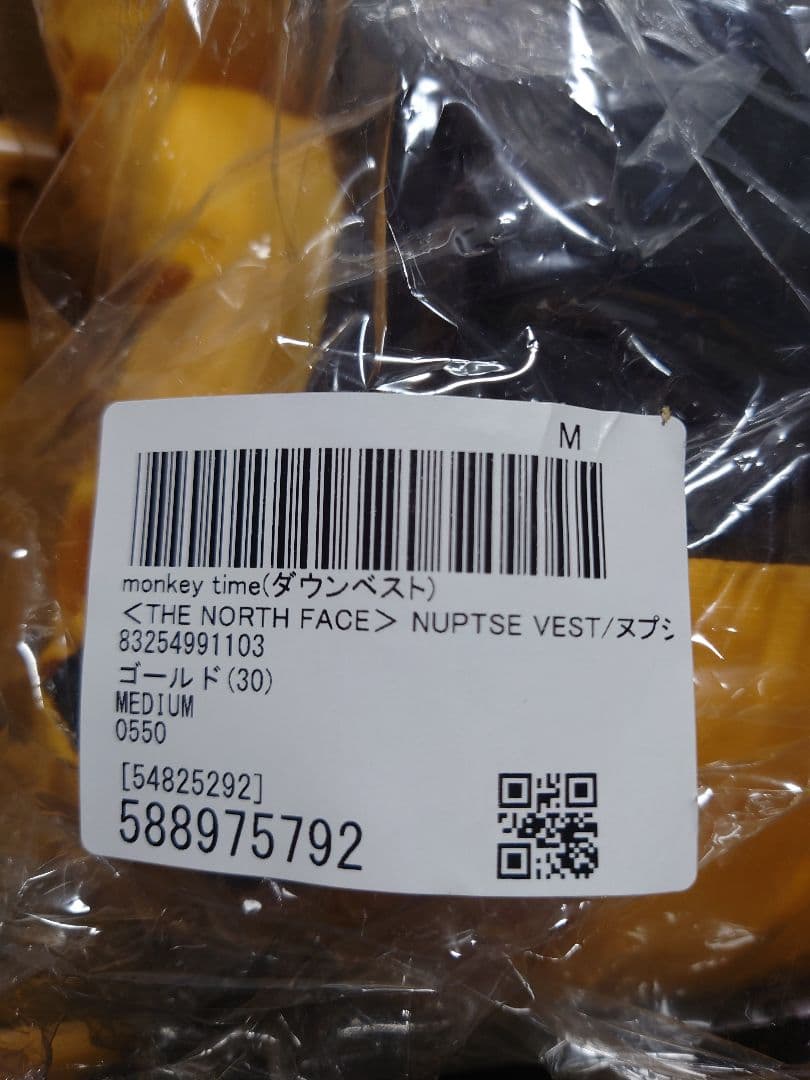 M
monkey time(ダウンベスト)
＜THE NORTH FACE＞ NUPTSE VEST/ヌプシ
83254991103
ゴールド(30)
MEDIUM
0550
[54825292]
588975792